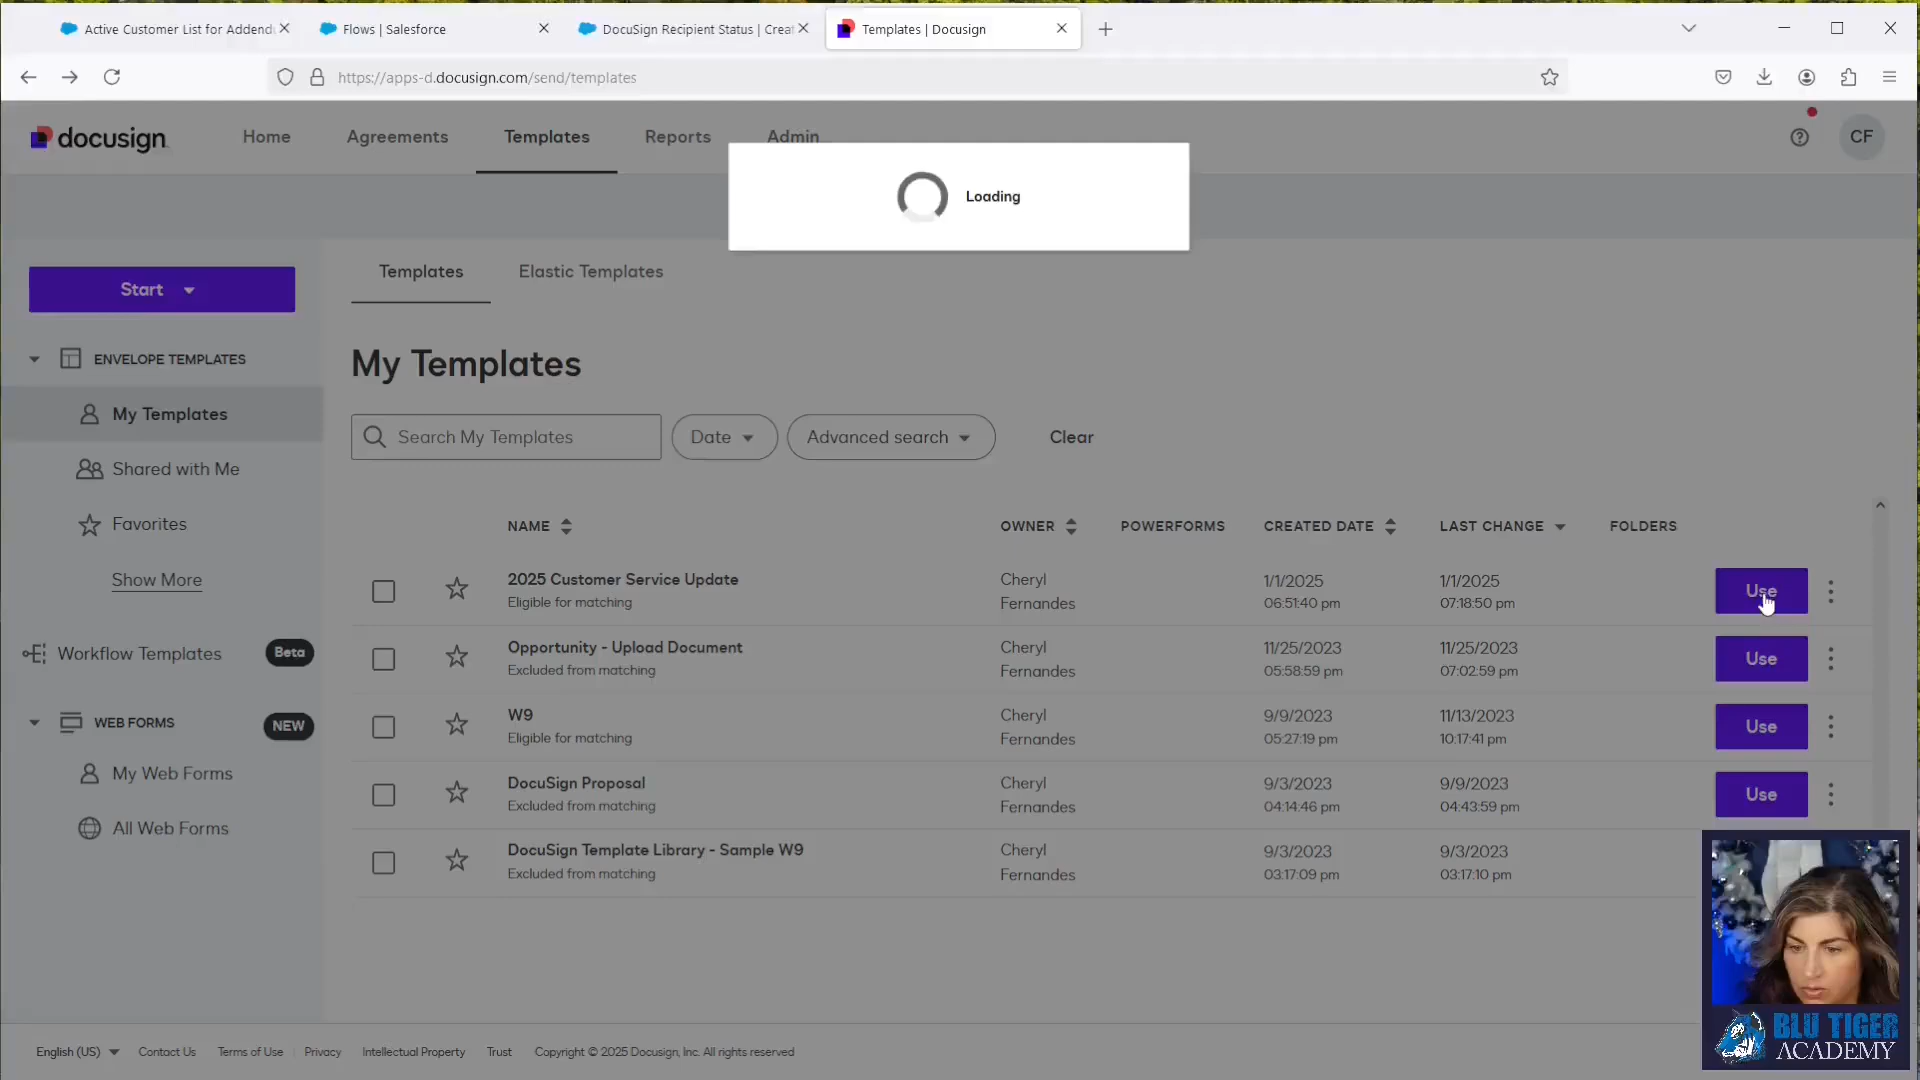 Active Customer List for Addendu
Flows | Salesforce
DocuSign Recipient Status | Creat
Templates | Docusign
https://apps-d.docusign.com/send/templates
docusign
Home
Agreements
Templates
Reports
Admin
CF
Loading
Start
Templates
Elastic Templates
ENVELOPE TEMPLATES
My Templates
My Templates
Shared with Me
Favorites
Show More
Workflow Templates
Beta
WEB FORMS
NEW
My Web Forms
All Web Forms
Search My Templates
Date
Advanced search
Clear
NAME
OWNER
POWERFORMS
CREATED DATE
LAST CHANGE
FOLDERS
2025 Customer Service Update
Eligible for matching
Cheryl
Fernandes
1/1/2025
06:51:40 pm
1/1/2025
07:18:50 pm
Use
Opportunity - Upload Document
Excluded from matching
Cheryl
Fernandes
11/25/2023
05:58:59 pm
11/25/2023
07:02:59 pm
Use
W9
Eligible for matching
Cheryl
Fernandes
9/9/2023
05:27:19 pm
11/13/2023
10:17:41 pm
Use
DocuSign Proposal
Excluded from matching
Cheryl
Fernandes
9/3/2023
04:14:46 pm
9/9/2023
04:43:59 pm
Use
DocuSign Template Library - Sample W9
Excluded from matching
Cheryl
Fernandes
9/3/2023
03:17:09 pm
9/3/2023
03:17:10 pm
English (US)
Contact Us
Terms of Use
Privacy
Intellectual Property
Trust
Copyright © 2025 Docusign, Inc. All rights reserved
BLU TIGER
ACADEMY